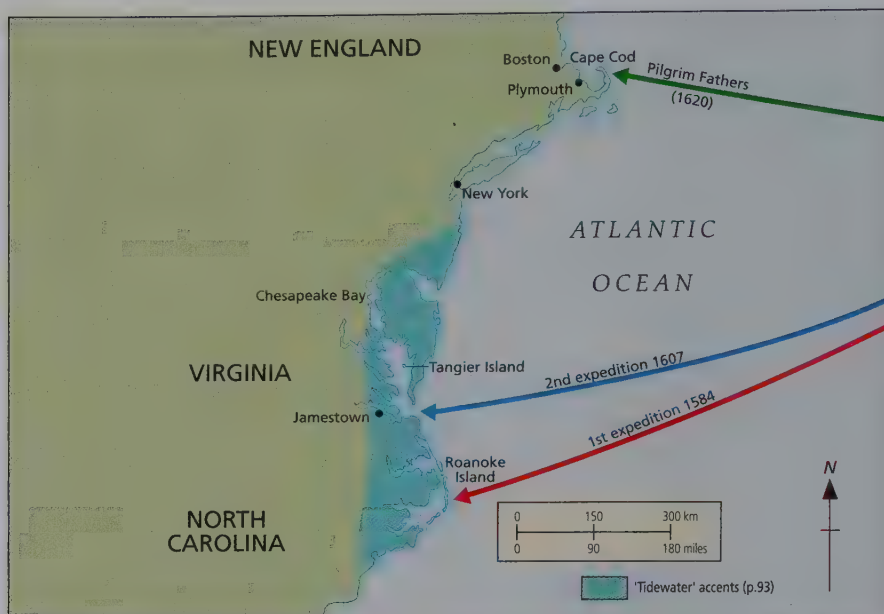 NEW ENGLAND
Boston
Cape Cod
Plymouth
Pilgrim Fathers
(1620)
New York
ATLANTIC
OCEAN
Chesapeake Bay
VIRGINIA
Tangier Island
2nd expedition 1607
Jamestown
1st expedition 1584
Roanoke
Island
N
NORTH
CAROLINA
0 150 300 km
0 90 180 miles
'Tidewater' accents (p.93)